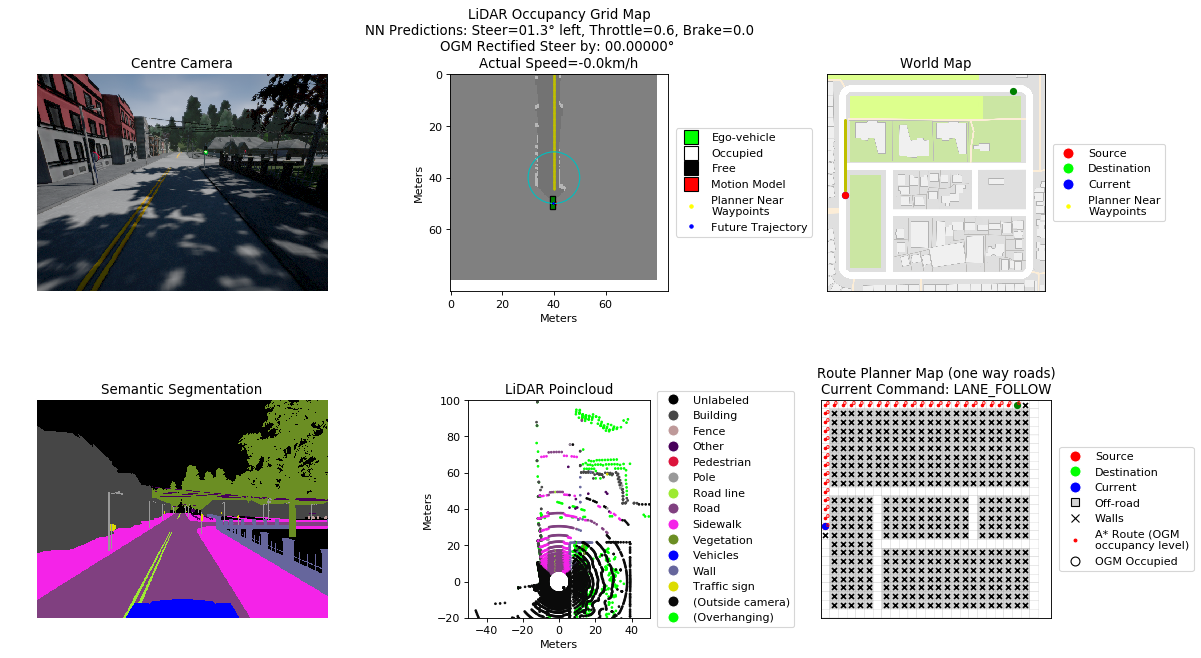 LiDAR Occupancy Grid Map
NN Predictions: Steer=01.3° left, Throttle=0.6, Brake=0.0
OGM Rectified Steer by: 00.00000°
Actual Speed=-0.0km/h
Centre Camera
World Map
0
20
40
60
Meters
0
20
40
60
Meters
Ego-vehicle
Occupied
Free
Motion Model
Planner Near
Waypoints
Future Trajectory
Source
Destination
Current
Planner Near
Waypoints
Semantic Segmentation
LiDAR Poincloud
Route Planner Map (one way roads)
Current Command: LANE_FOLLOW
100
80
60
40
20
0
−20
Meters
−40
−20
0
20
40
Meters
Unlabeled
Building
Fence
Other
Pedestrian
Pole
Road line
Road
Sidewalk
Vegetation
Vehicles
Wall
Traffic sign
(Outside camera)
(Overhanging)
Source
Destination
Current
Off-road
Walls
A* Route (OGM
occupancy level)
OGM Occupied